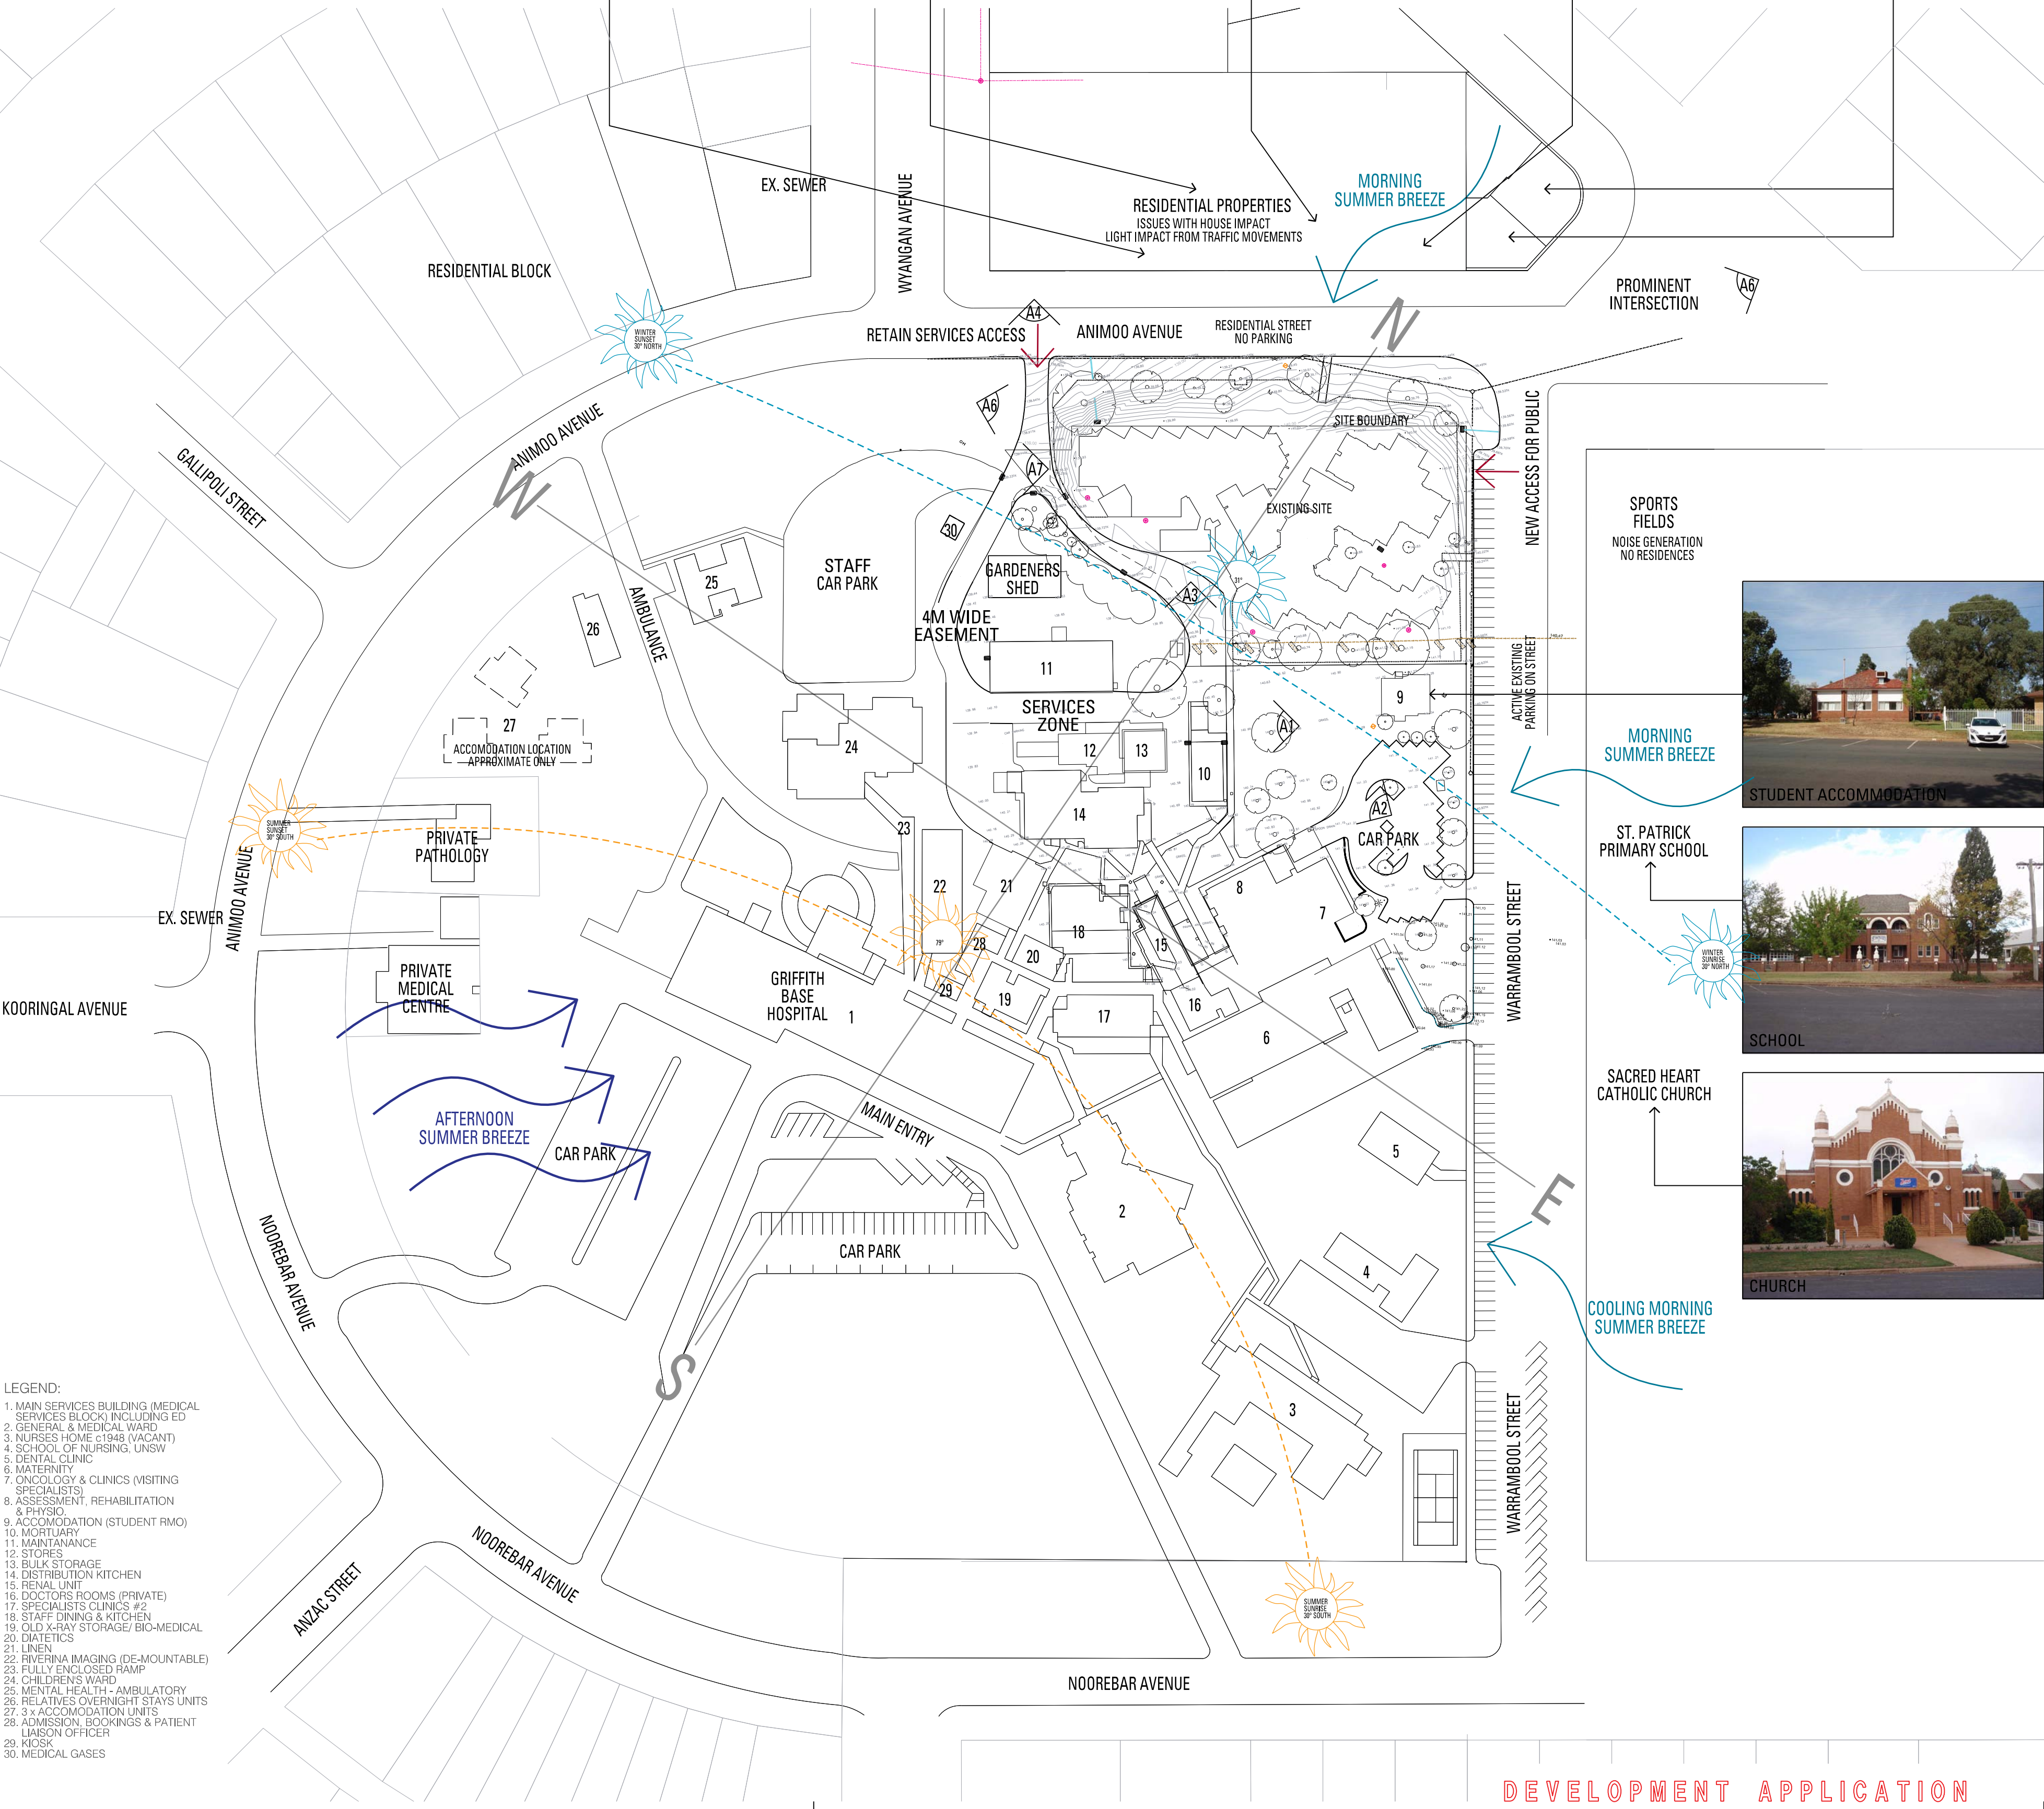 EX. SEWER
WYANGAN AVENUE
RESIDENTIAL PROPERTIES
ISSUES WITH HOUSE IMPACT
LIGHT IMPACT FROM TRAFFIC MOVEMENTS
MORNING
SUMMER BREEZE
RESIDENTIAL BLOCK
PROMINENT
INTERSECTION
A6
WINTER
SUNSET
30° NORTH
RETAIN SERVICES ACCESS
A4
ANIMOO AVENUE
RESIDENTIAL STREET
NO PARKING
N
ANIMOO AVENUE
GALLIPOLI STREET
W
A6
A7
SITE BOUNDARY
EXISTING SITE
NEW ACCESS FOR PUBLIC
SPORTS
FIELDS
NOISE GENERATION
NO RESIDENCES
30
STAFF
CAR PARK
GARDENERS
SHED
31°
A3
25
26
AMBULANCE
4M WIDE
EASEMENT
11
9
ACTIVE EXISTING
PARKING ON STREET
STUDENT ACCOMMODATION
27
ACCOMODATION LOCATION
APPROXIMATE ONLY
SERVICES
ZONE
24
12
13
10
A1
MORNING
SUMMER BREEZE
14
A2
CAR PARK
SUMMER
SUNSET
30° SOUTH
PRIVATE
PATHOLOGY
23
ST. PATRICK
PRIMARY SCHOOL
SCHOOL
ANIMOO AVENUE
EX. SEWER
22
21
8
7
79°
28
18
15
20
WARRAMBOOL STREET
WINTER
SUNRISE
30° NORTH
PRIVATE
MEDICAL
CENTRE
GRIFFITH
BASE
HOSPITAL
1
29
19
17
16
6
KOORINGAL AVENUE
AFTERNOON
SUMMER BREEZE
CAR PARK
MAIN ENTRY
SACRED HEART
CATHOLIC CHURCH
CHURCH
5
2
E
CAR PARK
4
COOLING MORNING
SUMMER BREEZE
NOOREBAR AVENUE
S
3
WARRAMBOOL STREET
NOOREBAR AVENUE
ANZAC STREET
SUMMER
SUNRISE
30° SOUTH
NOOREBAR AVENUE
LEGEND:
1. MAIN SERVICES BUILDING (MEDICAL
SERVICES BLOCK) INCLUDING ED
2. GENERAL & MEDICAL WARD
3. NURSES HOME c1948 (VACANT)
4. SCHOOL OF NURSING, UNSW
5. DENTAL CLINIC
6. MATERNITY
7. ONCOLOGY & CLINICS (VISITING
SPECIALISTS)
8. ASSESSMENT, REHABILITATION
& PHYSIO.
9. ACCOMODATION (STUDENT RMO)
10. MORTUARY
11. MAINTANANCE
12. STORES
13. BULK STORAGE
14. DISTRIBUTION KITCHEN
15. RENAL UNIT
16. DOCTORS ROOMS (PRIVATE)
17. SPECIALISTS CLINICS #2
18. STAFF DINING & KITCHEN
19. OLD X-RAY STORAGE/ BIO-MEDICAL
20. DIATETICS
21. LINEN
22. RIVERINA IMAGING (DE-MOUNTABLE)
23. FULLY ENCLOSED RAMP
24. CHILDREN'S WARD
25. MENTAL HEALTH - AMBULATORY
26. RELATIVES OVERNIGHT STAYS UNITS
27. 3 x ACCOMODATION UNITS
28. ADMISSION, BOOKINGS & PATIENT
LIAISON OFFICER
29. KIOSK
30. MEDICAL GASES
DEVELOPMENT APPLICATION